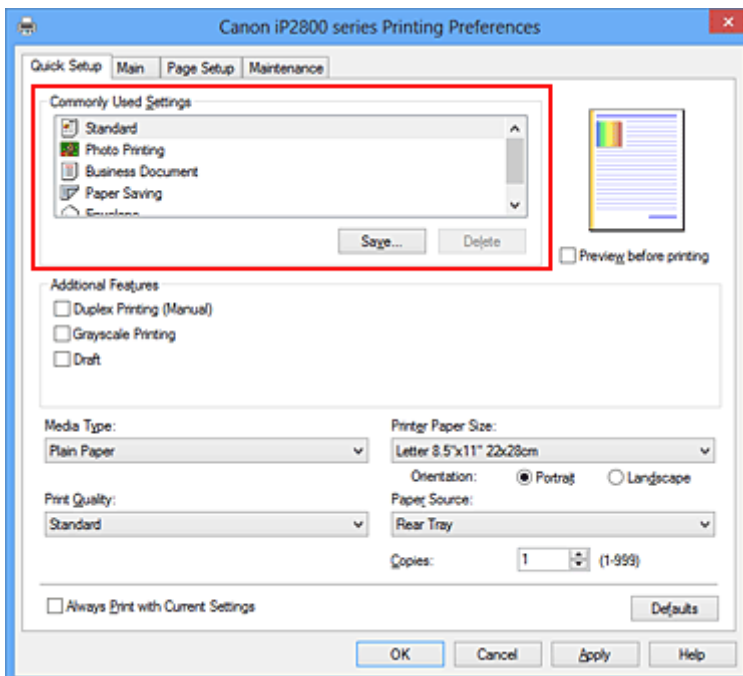 Canon iP2800 series Printing Preferences
Quick Setup Main Page Setup Maintenance
Commonly Used Settings
Standard
Photo Printing
Business Document
Paper Saving
Envelope
Save... Delete
Preview before printing
Additional Features
Duplex Printing (Manual)
Grayscale Printing
Draft
Media Type:
Plain Paper
Printer Paper Size:
Letter 8.5"x11" 22x28cm
Orientation: Portrait Landscape
Print Quality:
Standard
Paper Source:
Rear Tray
Copies: 1 (1-999)
Always Print with Current Settings
Defaults
OK Cancel Apply Help